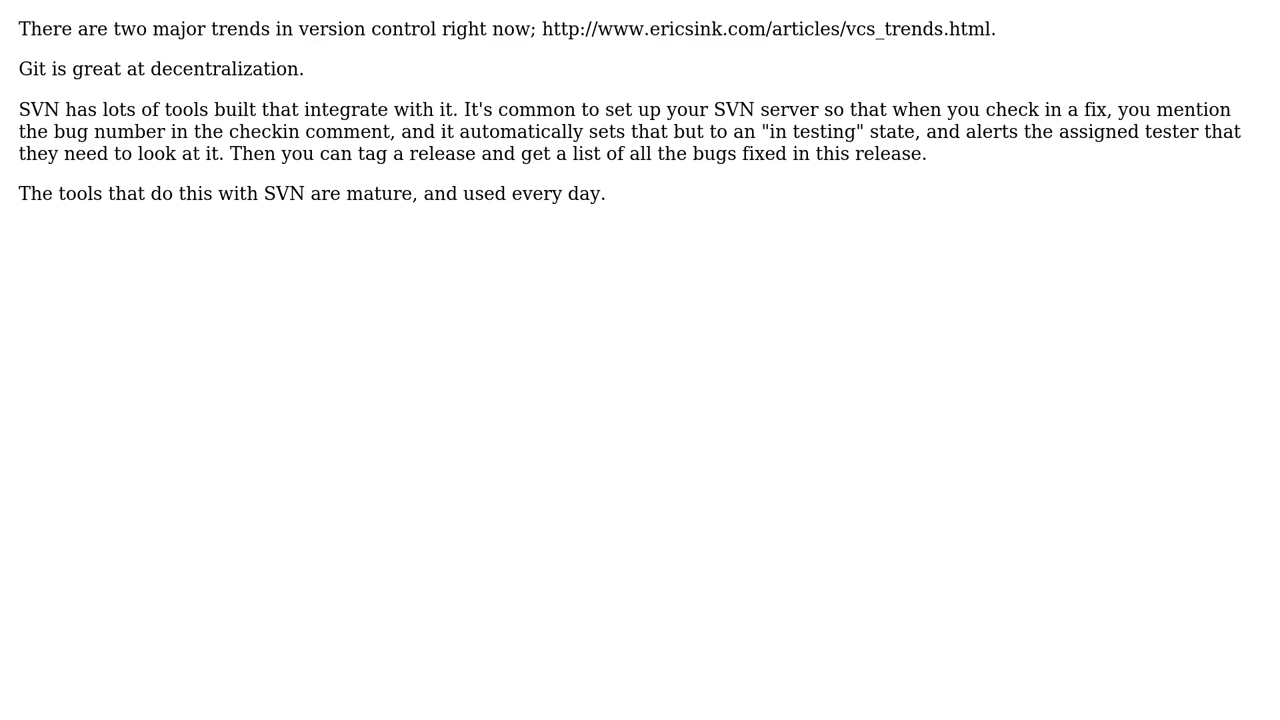 There are two major trends in version control right now; http://www.ericsink.com/articles/vcs_trends.html.
Git is great at decentralization.
SVN has lots of tools built that integrate with it. It's common to set up your SVN server so that when you check in a fix, you mention
the bug number in the checkin comment, and it automatically sets that but to an "in testing" state, and alerts the assigned tester that
they need to look at it. Then you can tag a release and get a list of all the bugs fixed in this release.
The tools that do this with SVN are mature, and used every day.